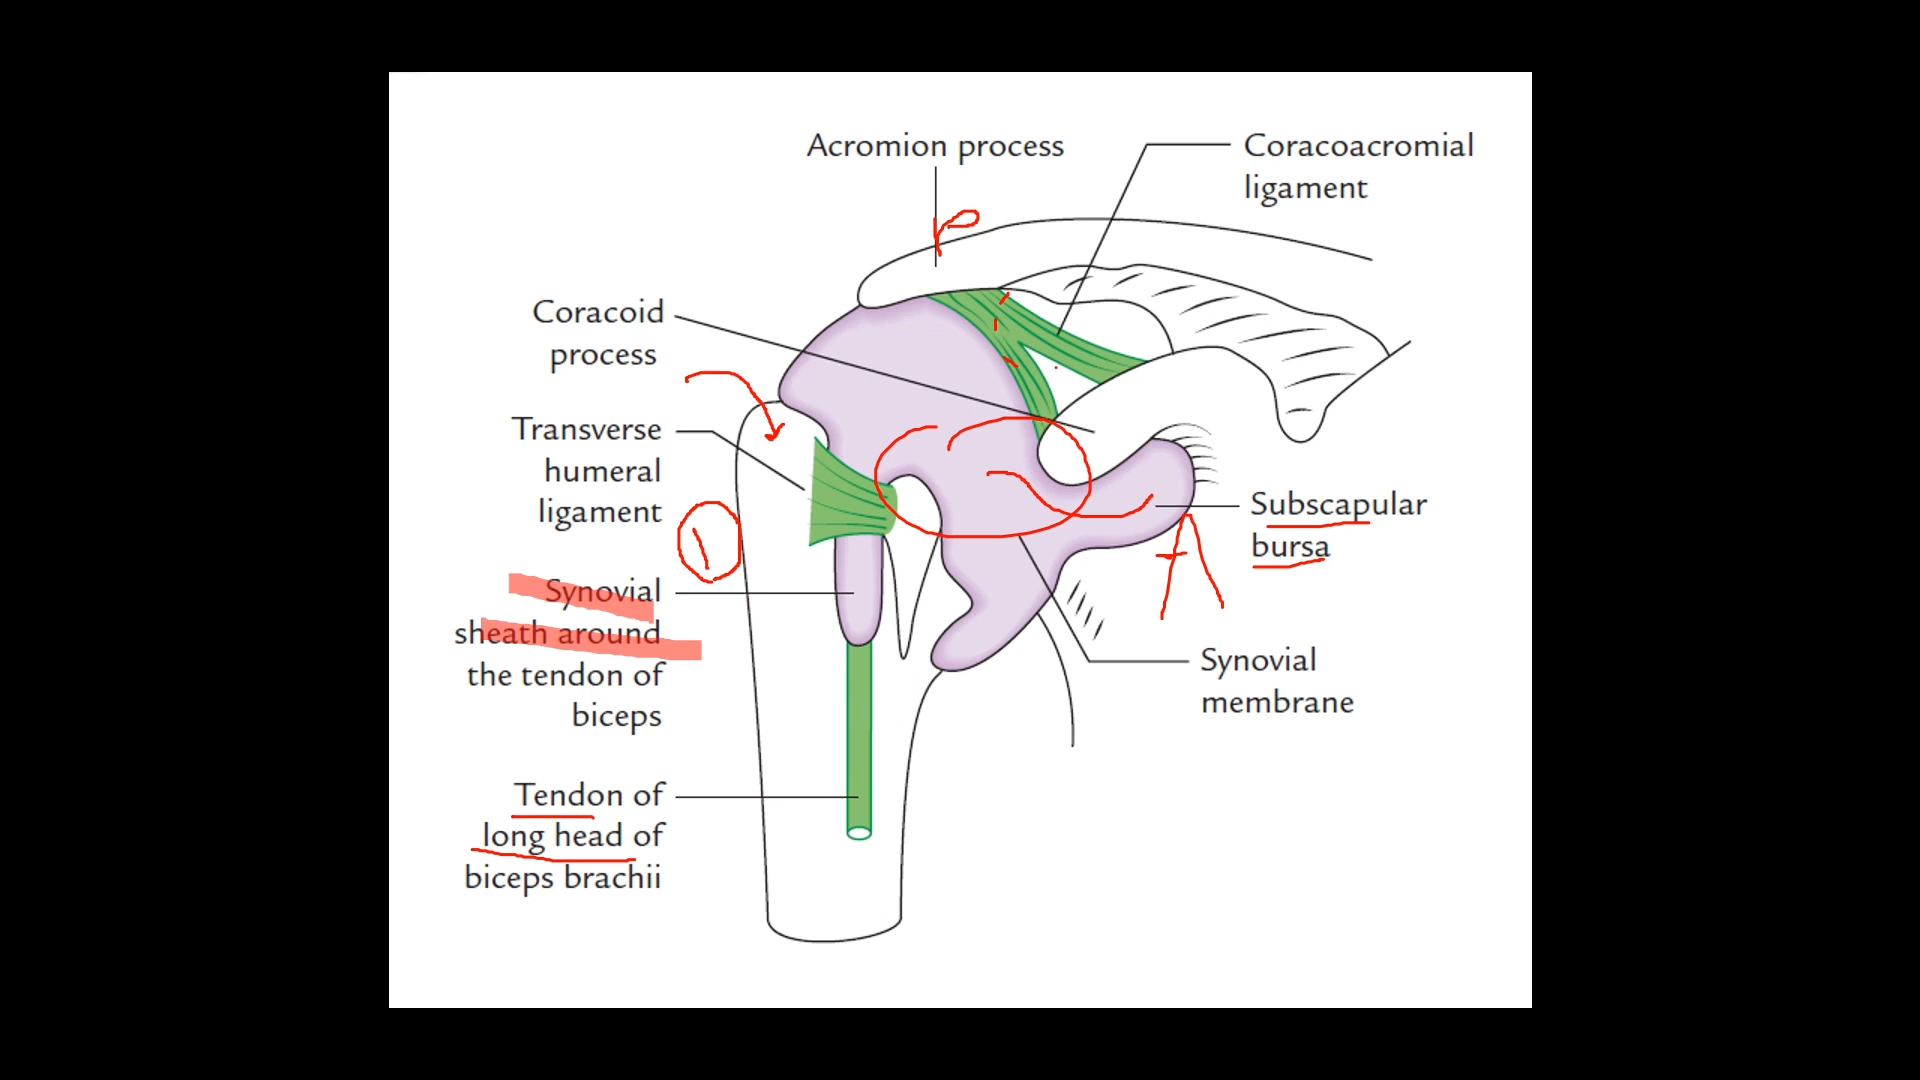 Acromion process
Coracoacromial
ligament
Coracoid
process
Transverse
humeral
ligament
Subscapular
bursa
Synovial
sheath around
the tendon of
biceps
Synovial
membrane
Tendon of
long head of
biceps brachii
P
A
1